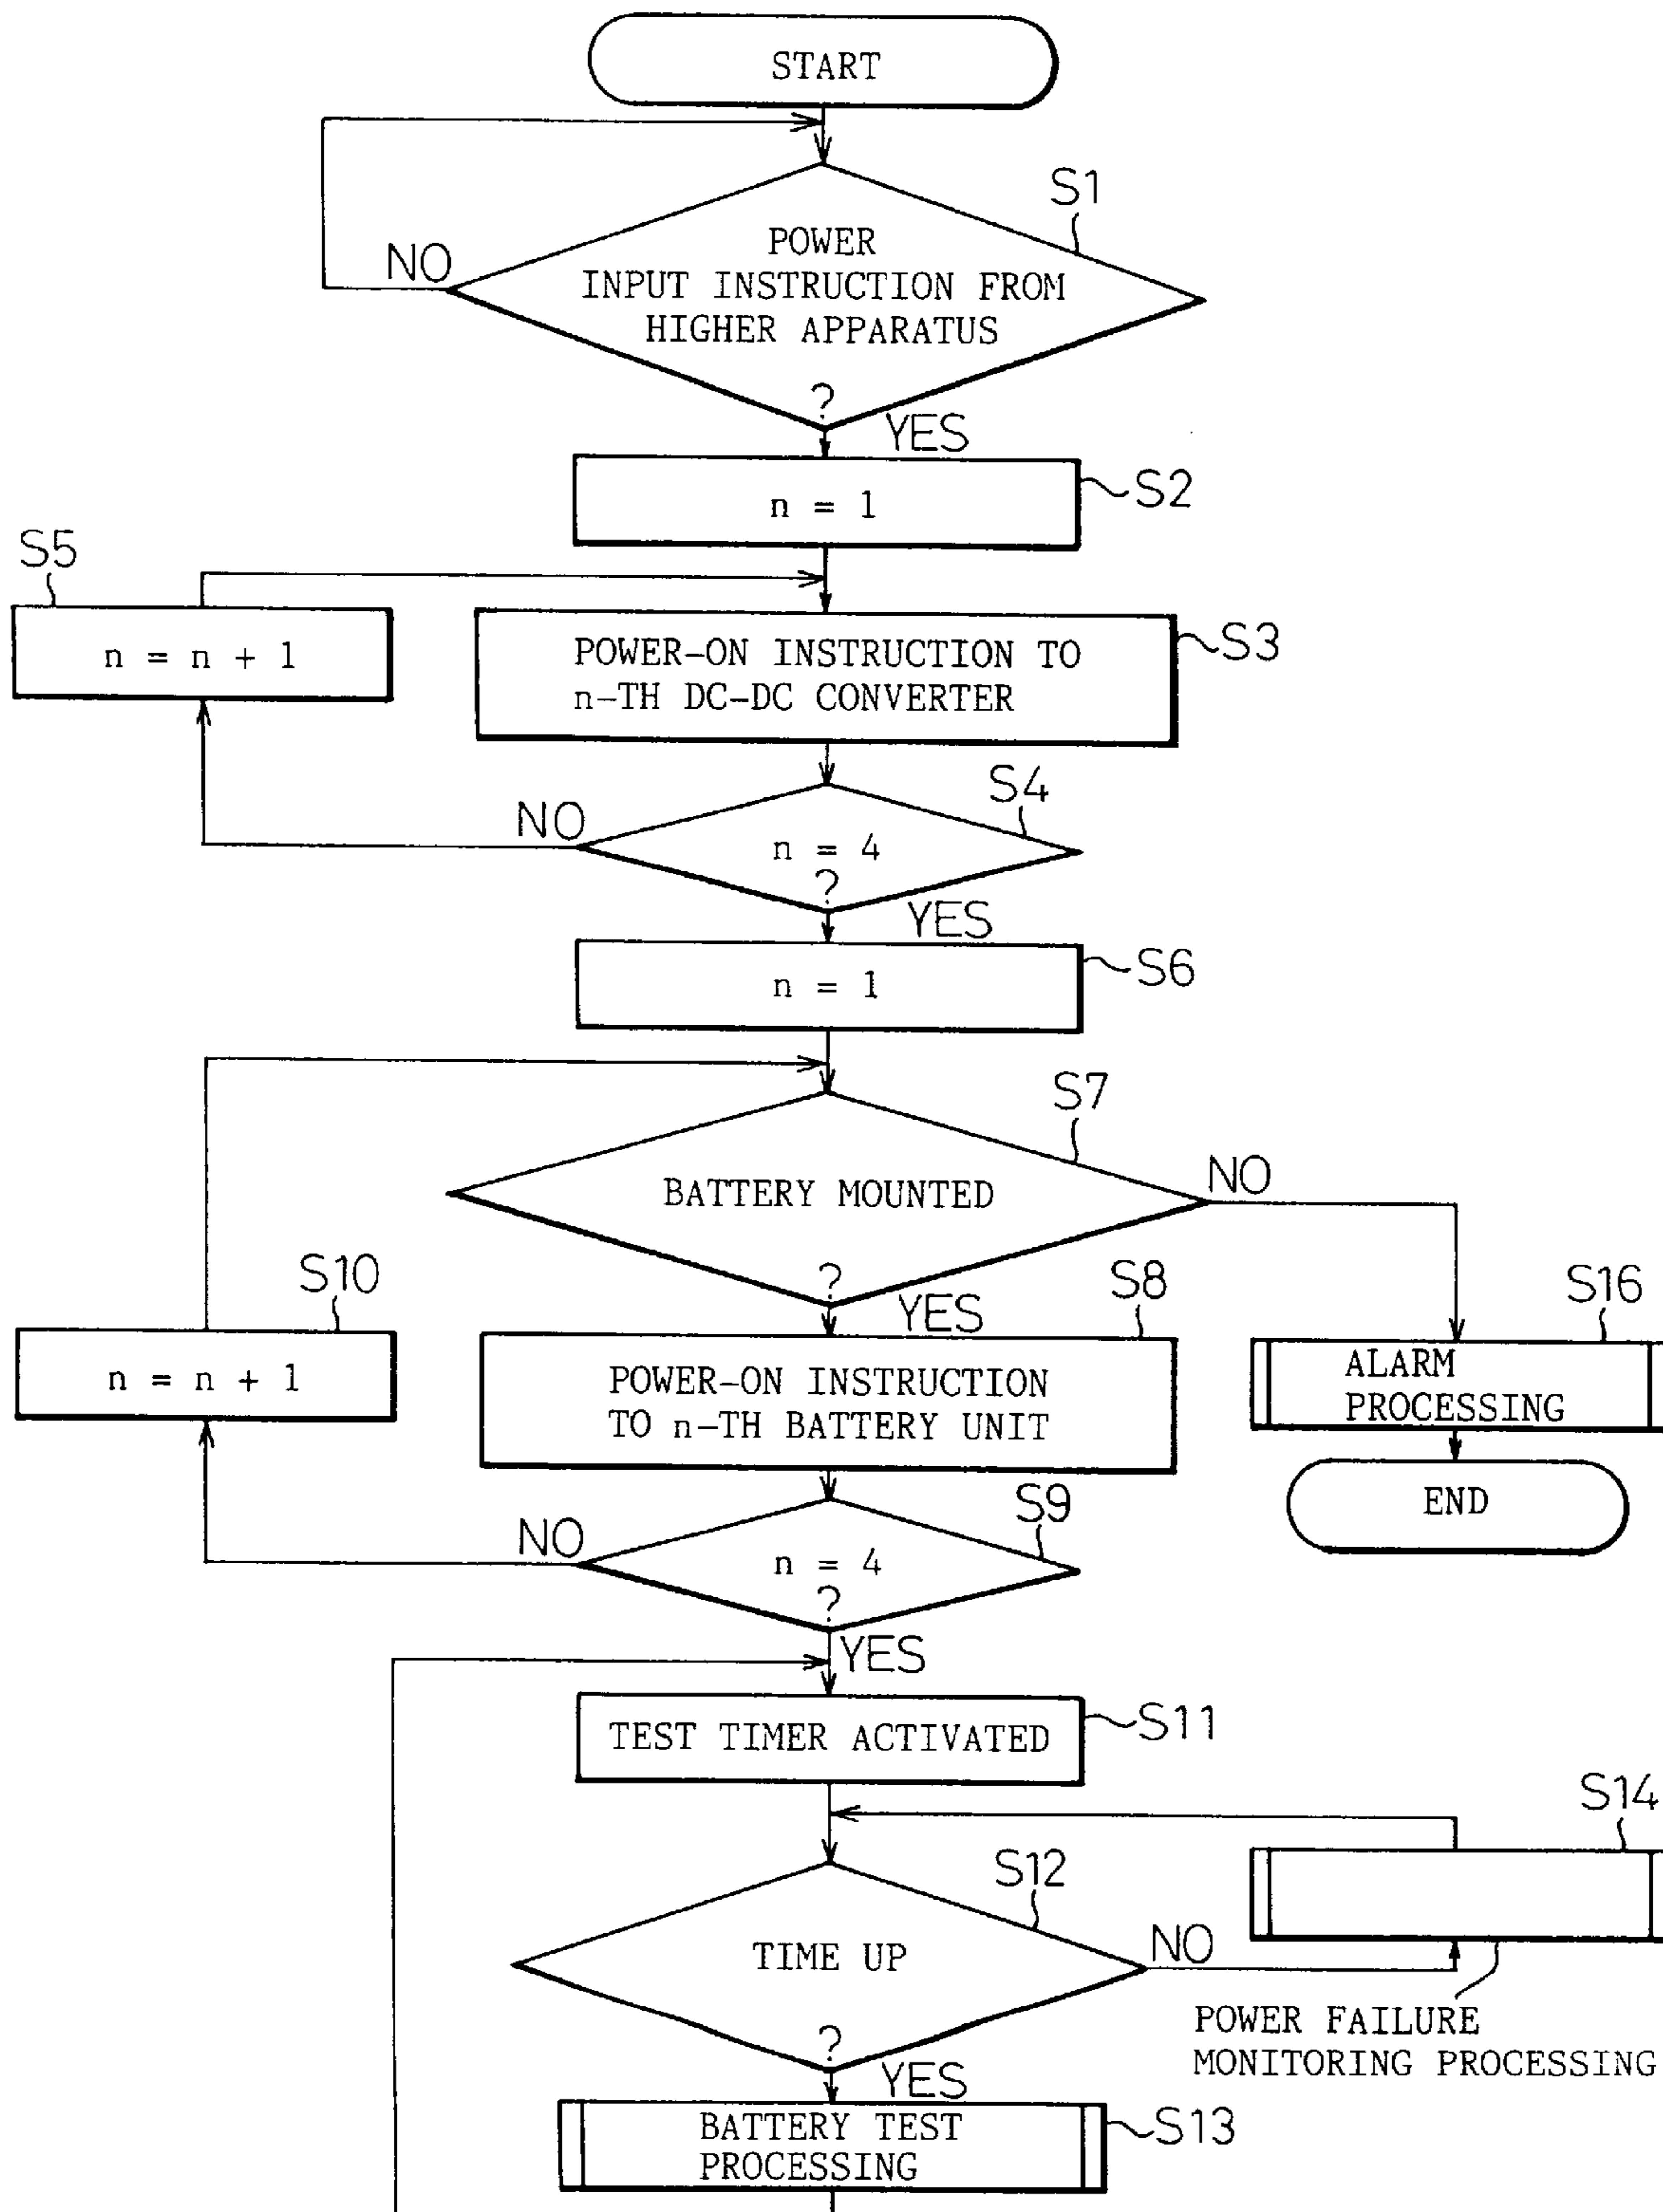 START
S1
NO
POWER
INPUT INSTRUCTION FROM
HIGHER APPARATUS
?
YES
n = 1
S2
S5
n = n + 1
POWER-ON INSTRUCTION TO
n-TH DC-DC CONVERTER
S3
S4
NO
n = 4
?
YES
n = 1
S6
S7
BATTERY MOUNTED
NO
?
YES
S10
n = n + 1
S8
POWER-ON INSTRUCTION
TO n-TH BATTERY UNIT
S16
ALARM
PROCESSING
END
S9
NO
n = 4
?
YES
TEST TIMER ACTIVATED
S11
S14
S12
TIME UP
NO
POWER FAILURE
MONITORING PROCESSING
?
YES
BATTERY TEST
PROCESSING
S13